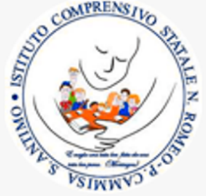 ISTITUTO COMPRENSIVO STATALE N. ROMEO-P. CAMMISA S. ANTIMO •